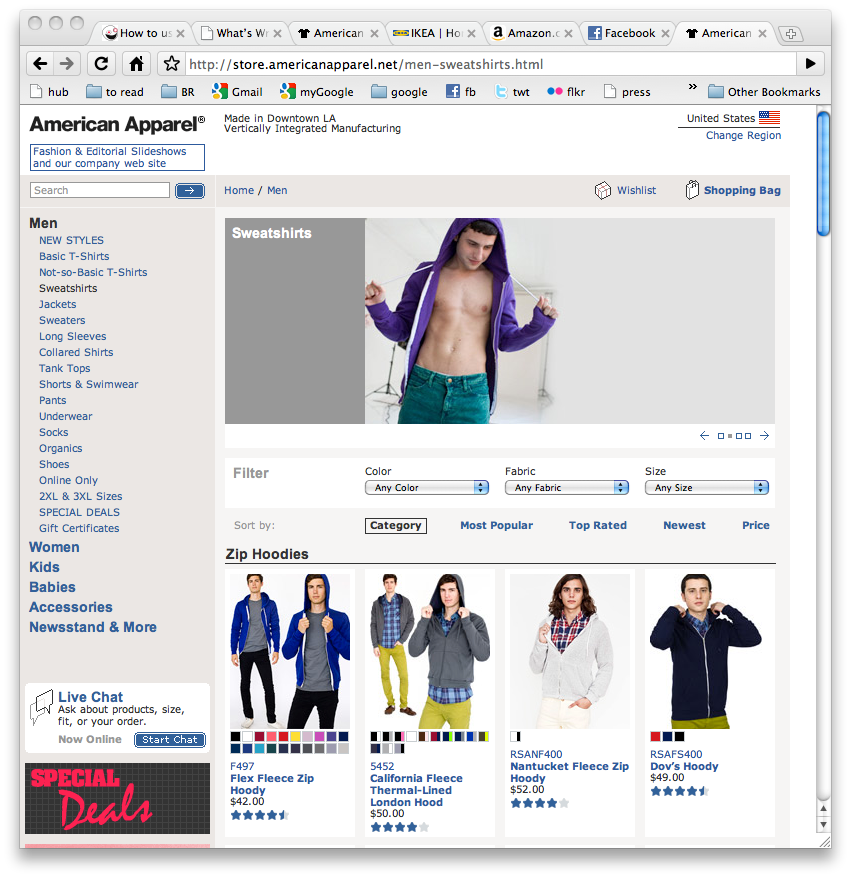 How to us
What's W
American
IKEA | Ho
Amazon.c
Facebook
American
http://store.americanapparel.net/men-sweatshirts.html
hub
to read
BR
Gmail
myGoogle
google
fb
twt
flkr
press
»
Other Bookmarks
American Apparel®
Made in Downtown LA
Vertically Integrated Manufacturing
United States
Change Region
Fashion & Editorial Slideshows
and our company web site
Search
Home / Men
Wishlist
Shopping Bag
Men
NEW STYLES
Basic T-Shirts
Not-so-Basic T-Shirts
Sweatshirts
Jackets
Sweaters
Long Sleeves
Collared Shirts
Tank Tops
Shorts & Swimwear
Pants
Underwear
Socks
Organics
Shoes
Online Only
2XL & 3XL Sizes
SPECIAL DEALS
Gift Certificates
Women
Kids
Babies
Accessories
Newsstand & More
Live Chat
Ask about products, size,
fit, or your order.
Now Online
Start Chat
SPECIAL
Deals
Sweatshirts
Filter
Color
Fabric
Size
Any Color
Any Fabric
Any Size
Sort by:
Category
Most Popular
Top Rated
Newest
Price
Zip Hoodies
F497
Flex Fleece Zip
Hoody
$42.00
5452
California Fleece
Thermal-Lined
London Hood
$50.00
RSANF400
Nantucket Fleece Zip
Hoody
$52.00
RSAFS400
Dov's Hoody
$49.00